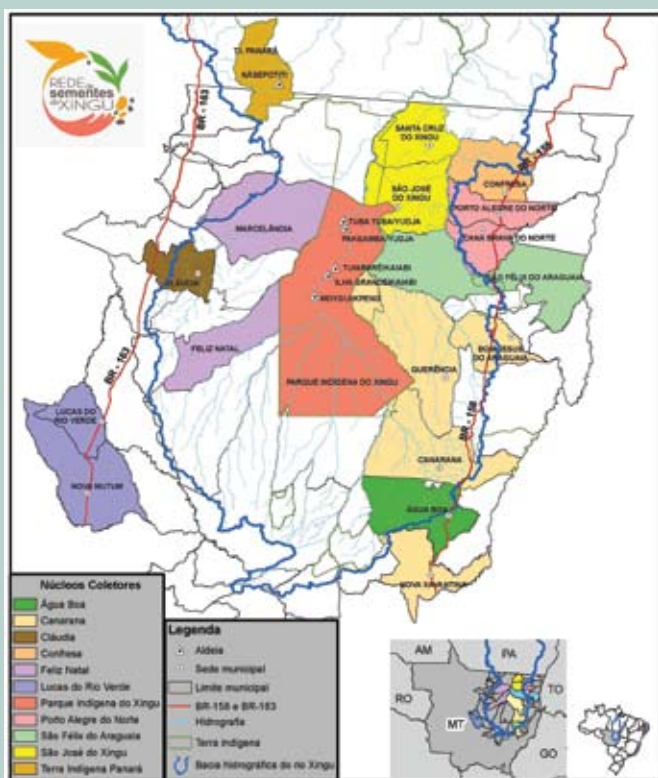 REDE de
sementes
do XINGU
T.I. PANARÁ
NÃSEPOTITI
BR - 163
SANTA CRUZ
DO XINGU
BR - 158
CONFRESA
SÃO JOSÉ
DO XINGU
PORTO ALEGRE DO NORTE
CANA BRAVA DO NORTE
MARCELÂNDIA
TUBA TUBA/YUDJA
SÃO FÉLIX DO ARAGUAIA
CLÁUDIA
MOYGU/IKPENG
BOM JESUS
DO ARAGUAIA
FELIZ NATAL
QUERÊNCIA
PARQUE INDÍGENA DO XINGU
BR - 163
BR - 158
LUCAS DO
RIO VERDE
CANARANA
NOVA MUTUM
ÁGUA BOA
NOVA XAVANTINA
Núcleos Coletores
Água Boa
Canarana
Cláudia
Confresa
Feliz Natal
Lucas do Rio Verde
Parque indígena do Xingu
Porto Alegre do Norte
São Félix do Araguaia
São José do Xingu
Terra Indígena Panará
Legenda
Aldeia
Sede municipal
Limite municipal
BR-158 e BR-163
Hidrografia
Terra indígena
Bacia hidrográfica do rio Xingu
AM
PA
RO
MT
TO
GO